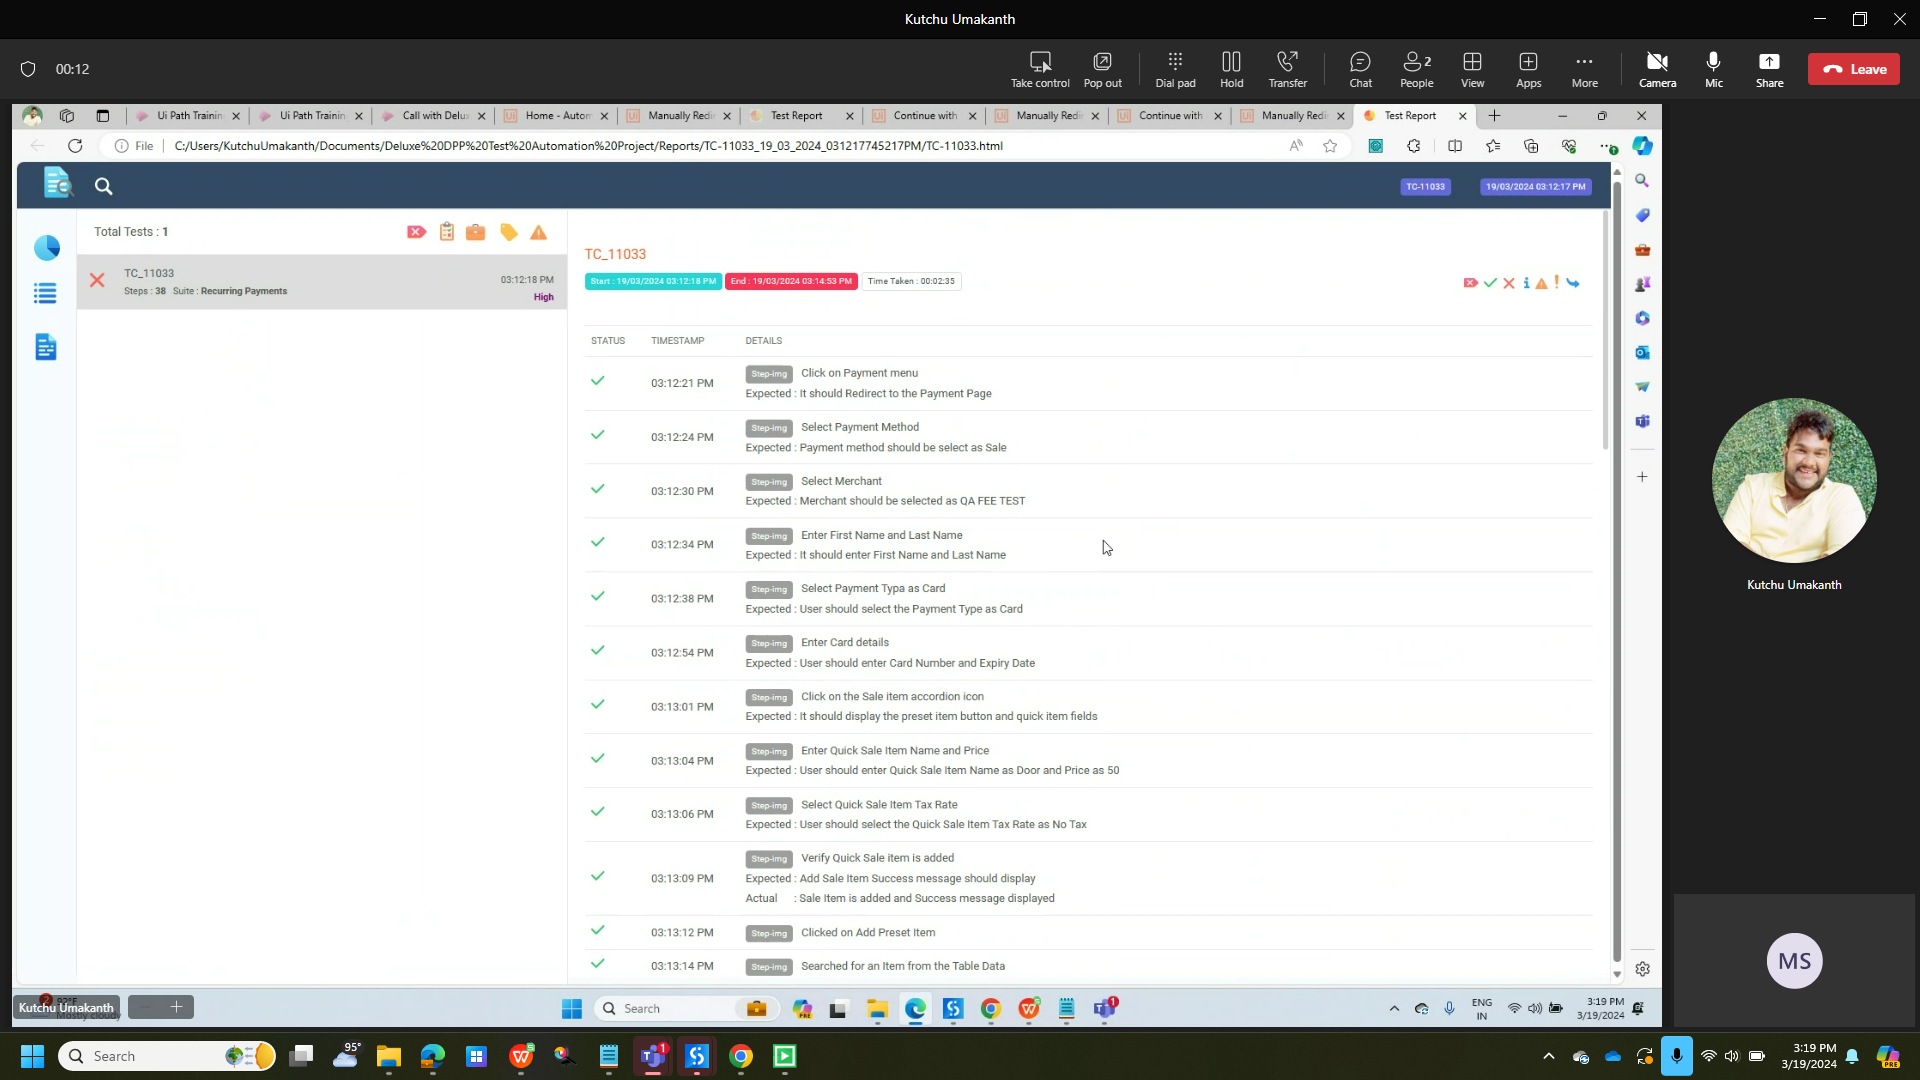 Kutchu Umakanth
00:12
Take control
Pop out
Dial pad
Hold
Transfer
Chat
2
People
View
Apps
More
Camera
Mic
Share
Leave
Ui Path Trainin
Ui Path Trainin
Call with Delu
Home - Autom
Manually Redi
Test Report
Continue with
Manually Redi
Continue with
Manually Redi
Test Report
File
C:/Users/KutchuUmakanth/Documents/Deluxe%20DPP%20Test%20Automation%20Project/Reports/TC-11033_19_03_2024_031217745217PM/TC-11033.html
TC-11033
19/03/2024 03:12:17 PM
Total Tests : 1
TC_11033
03:12:18 PM
Steps : 38 Suite : Recurring Payments
High
TC_11033
Start : 19/03/2024 03:12:18 PM
End : 19/03/2024 03:14:53 PM
Time Taken : 00:02:35
STATUS TIMESTAMP DETAILS
03:12:21 PM Step-img Click on Payment menu
Expected : It should Redirect to the Payment Page
03:12:24 PM Step-img Select Payment Method
Expected : Payment method should be select as Sale
03:12:30 PM Step-img Select Merchant
Expected : Merchant should be selected as QA FEE TEST
03:12:34 PM Step-img Enter First Name and Last Name
Expected : It should enter First Name and Last Name
03:12:38 PM Step-img Select Payment Typa as Card
Expected : User should select the Payment Type as Card
03:12:54 PM Step-img Enter Card details
Expected : User should enter Card Number and Expiry Date
03:13:01 PM Step-img Click on the Sale item accordion icon
Expected : It should display the preset item button and quick item fields
03:13:04 PM Step-img Enter Quick Sale Item Name and Price
Expected : User should enter Quick Sale Item Name as Door and Price as 50
03:13:06 PM Step-img Select Quick Sale Item Tax Rate
Expected : User should select the Quick Sale Item Tax Rate as No Tax
03:13:09 PM Step-img Verify Quick Sale item is added
Expected : Add Sale Item Success message should display
Actual : Sale Item is added and Success message displayed
03:13:12 PM Step-img Clicked on Add Preset Item
03:13:14 PM Step-img Searched for an Item from the Table Data
Kutchu Umakanth
MS
Kutchu Umakanth
Search
ENG
IN
3:19 PM
3/19/2024
Search
95°
3:19 PM
3/19/2024